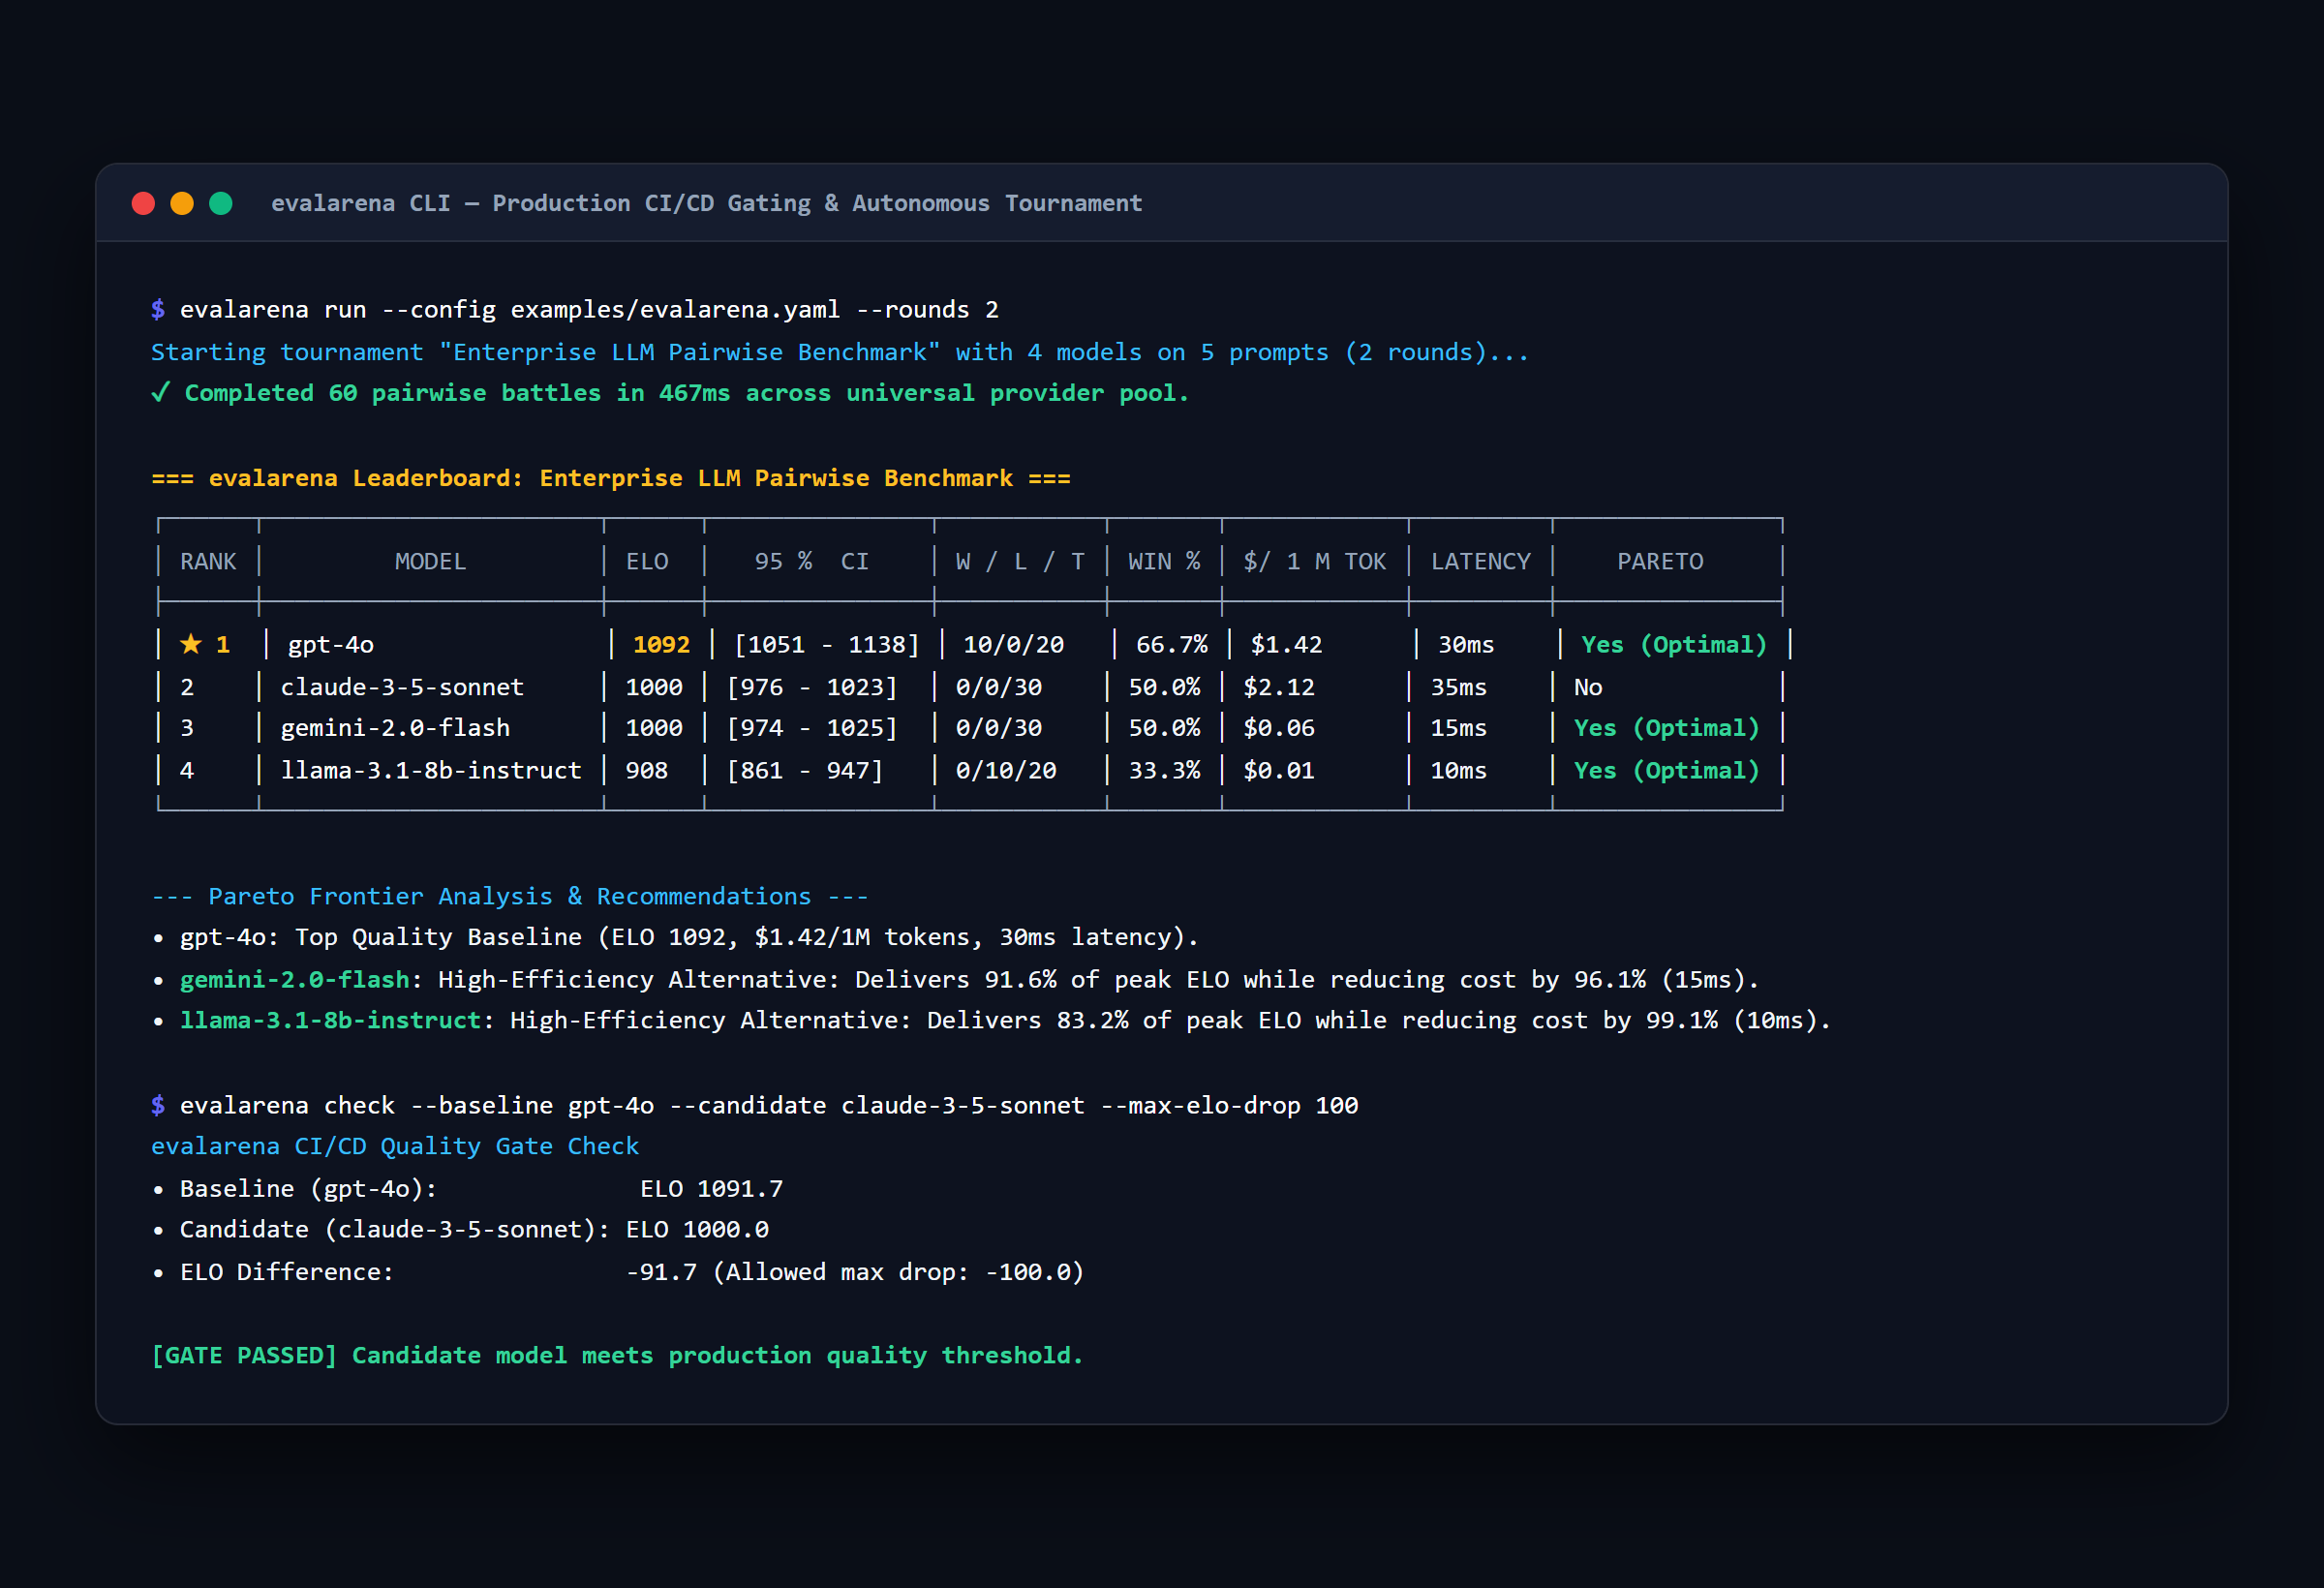 evalarena CLI — Production CI/CD Gating & Autonomous Tournament
$ evalarena run --config examples/evalarena.yaml --rounds 2
Starting tournament "Enterprise LLM Pairwise Benchmark" with 4 models on 5 prompts (2 rounds)...
✓ Completed 60 pairwise battles in 467ms across universal provider pool.
=== evalarena Leaderboard: Enterprise LLM Pairwise Benchmark ===
│ RANK │ MODEL │ ELO │ 95 % CI │ W / L / T │ WIN % │ $/ 1 M TOK │ LATENCY │ PARETO │
│ ★ 1 │ gpt-4o │ 1092 │ [1051 - 1138] │ 10/0/20 │ 66.7% │ $1.42 │ 30ms │ Yes (Optimal) │
│ 2 │ claude-3-5-sonnet │ 1000 │ [976 - 1023] │ 0/0/30 │ 50.0% │ $2.12 │ 35ms │ No │
│ 3 │ gemini-2.0-flash │ 1000 │ [974 - 1025] │ 0/0/30 │ 50.0% │ $0.06 │ 15ms │ Yes (Optimal) │
│ 4 │ llama-3.1-8b-instruct │ 908 │ [861 - 947] │ 0/10/20 │ 33.3% │ $0.01 │ 10ms │ Yes (Optimal) │
--- Pareto Frontier Analysis & Recommendations ---
• gpt-4o: Top Quality Baseline (ELO 1092, $1.42/1M tokens, 30ms latency).
• gemini-2.0-flash: High-Efficiency Alternative: Delivers 91.6% of peak ELO while reducing cost by 96.1% (15ms).
• llama-3.1-8b-instruct: High-Efficiency Alternative: Delivers 83.2% of peak ELO while reducing cost by 99.1% (10ms).
$ evalarena check --baseline gpt-4o --candidate claude-3-5-sonnet --max-elo-drop 100
evalarena CI/CD Quality Gate Check
• Baseline (gpt-4o): ELO 1091.7
• Candidate (claude-3-5-sonnet): ELO 1000.0
• ELO Difference: -91.7 (Allowed max drop: -100.0)
[GATE PASSED] Candidate model meets production quality threshold.